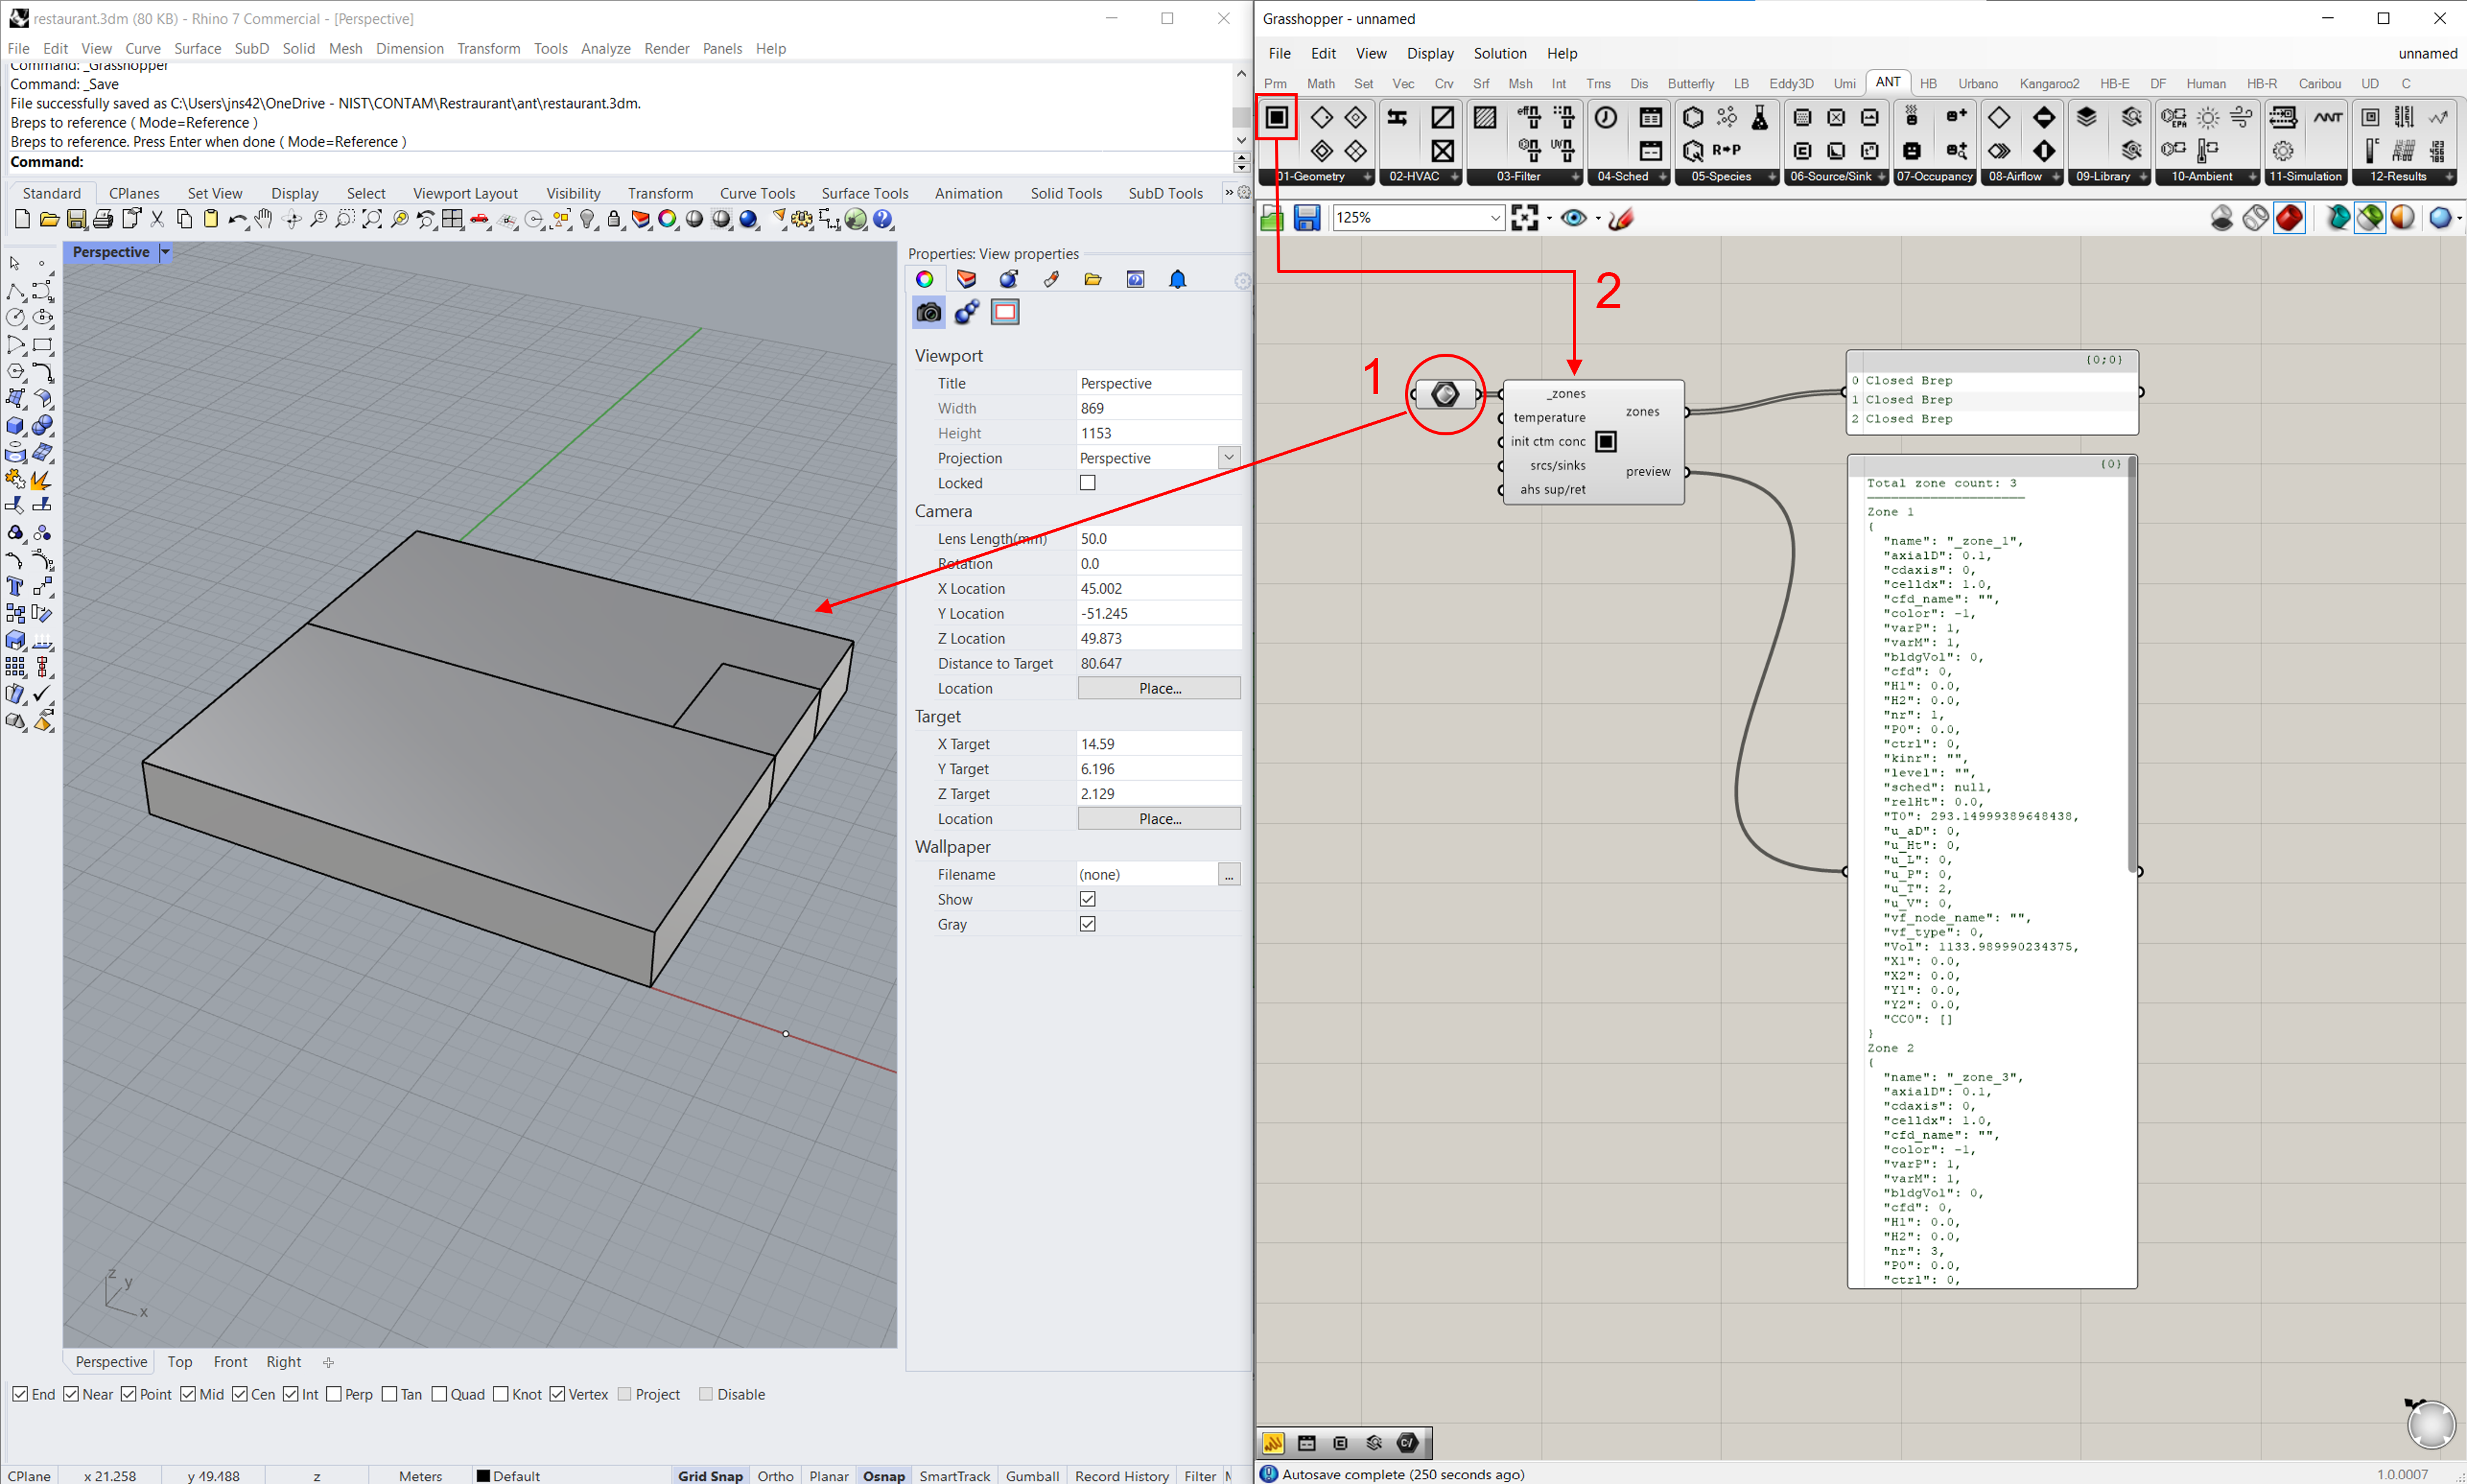 restaurant.3dm (80 KB) - Rhino 7 Commercial - [Perspective]
File Edit View Curve Surface SubD Solid Mesh Dimension Transform Tools Analyze Render Panels Help
Command: _Grasshopper
Command: _Save
File successfully saved as C:\Users\jns42\OneDrive - NIST\CONTAM\Restraurant\ant\restaurant.3dm.
Breps to reference ( Mode=Reference )
Breps to reference. Press Enter when done ( Mode=Reference )
Command:
Standard CPlanes Set View Display Select Viewport Layout Visibility Transform Curve Tools Surface Tools Animation Solid Tools SubD Tools »
Perspective
z
y
x
Perspective Top Front Right
End Near Point Mid Cen Int Perp Tan Quad Knot Vertex Project Disable
CPlane x 21.258 y 49.488 z Meters Default Grid Snap Ortho Planar Osnap SmartTrack Gumball Record History Filter
Properties: View properties
Viewport
Title Perspective
Width 869
Height 1153
Projection Perspective
Locked
Camera
Lens Length(mm) 50.0
Rotation 0.0
X Location 45.002
Y Location -51.245
Z Location 49.873
Distance to Target 80.647
Location Place...
Target
X Target 14.59
Y Target 6.196
Z Target 2.129
Location Place...
Wallpaper
Filename (none) ...
Show
Gray
Grasshopper - unnamed
File Edit View Display Solution Help unnamed
Prm Math Set Vec Crv Srf Msh Int Trns Dis Butterfly LB Eddy3D Umi ANT HB Urbano Kangaroo2 HB-E DF Human HB-R Caribou UD C
01-Geometry 02-HVAC 03-Filter 04-Sched 05-Species 06-Source/Sink 07-Occupancy 08-Airflow 09-Library 10-Ambient 11-Simulation 12-Results
125%
1
2
_zones
temperature
init ctm conc
srcs/sinks
ahs sup/ret
zones
preview
{0;0}
0 Closed Brep
1 Closed Brep
2 Closed Brep
{0}
Total zone count: 3
Zone 1
{
"name": "_zone_1",
"axialD": 0.1,
"cdaxis": 0,
"celldx": 1.0,
"cfd_name": "",
"color": -1,
"varP": 1,
"varM": 1,
"bldgVol": 0,
"cfd": 0,
"H1": 0.0,
"H2": 0.0,
"nr": 1,
"P0": 0.0,
"ctrl": 0,
"kinr": "",
"level": "",
"sched": null,
"relHt": 0.0,
"T0": 293.14999389648438,
"u_aD": 0,
"u_Ht": 0,
"u_L": 0,
"u_P": 0,
"u_T": 2,
"u_V": 0,
"vf_node_name": "",
"vf_type": 0,
"Vol": 1133.989990234375,
"X1": 0.0,
"X2": 0.0,
"Y1": 0.0,
"Y2": 0.0,
"CC0": []
}
Zone 2
{
"name": "_zone_3",
"axialD": 0.1,
"cdaxis": 0,
"celldx": 1.0,
"cfd_name": "",
"color": -1,
"varP": 1,
"varM": 1,
"bldgVol": 0,
"cfd": 0,
"H1": 0.0,
"H2": 0.0,
"nr": 3,
"P0": 0.0,
"ctrl": 0,
Autosave complete (250 seconds ago)
1.0.0007